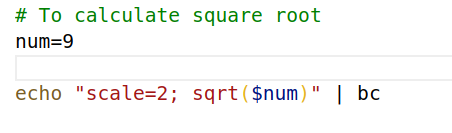 # To calculate square root
num=9
echo "scale=2; sqrt($num)" | bc